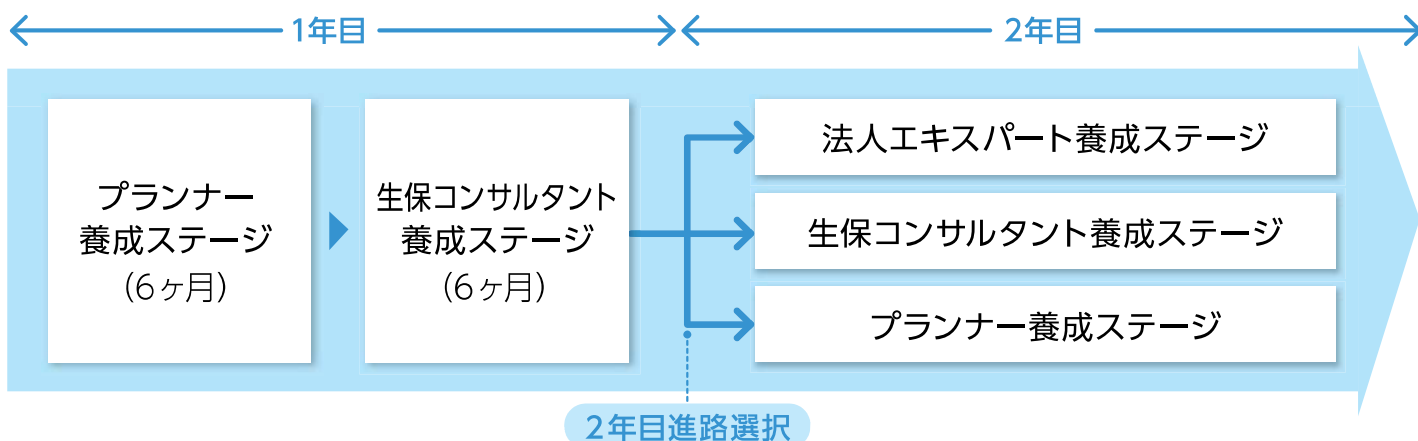 1年目
2年目
プランナー
養成ステージ
（6ヶ月）
生保コンサルタント
養成ステージ
（6ヶ月）
法人エキスパート養成ステージ
生保コンサルタント養成ステージ
プランナー養成ステージ
2年目進路選択